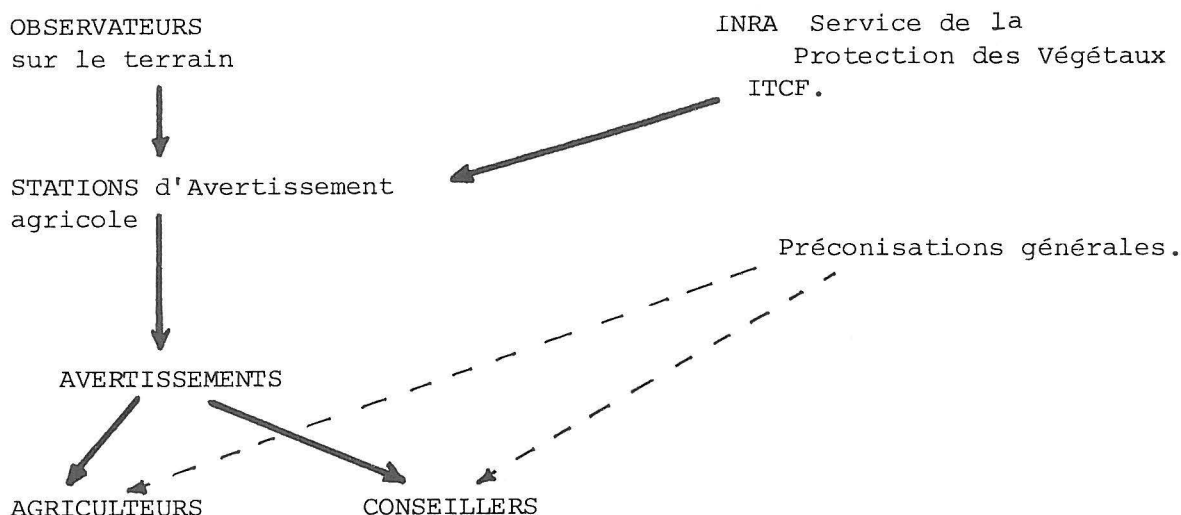 OBSERVATEURS
sur le terrain
INRA Service de la
Protection des Végétaux
ITCF.
STATIONS d'Avertissement
agricole
Préconisations générales.
AVERTISSEMENTS
AGRICULTEURS
CONSEILLERS